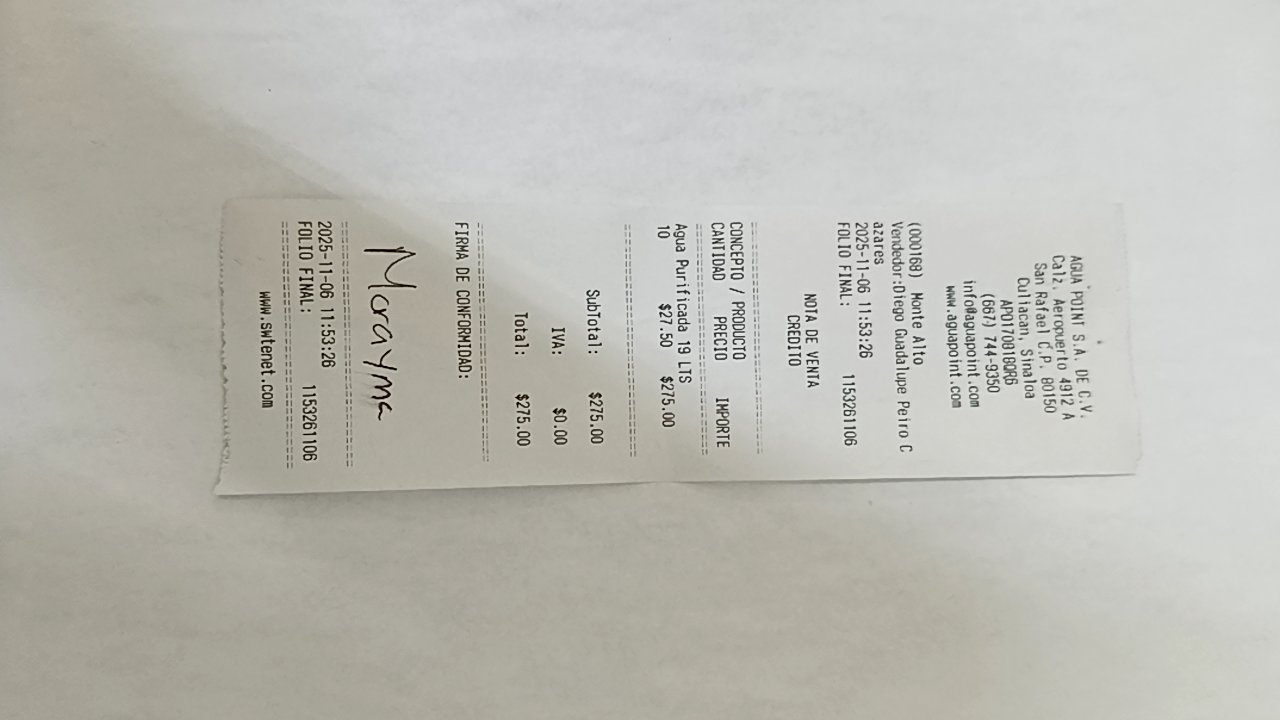 AGUA POINT S.A. DE C.V.
Calz. Aeropuerto 4912 A
San Rafael C.P. 80150
Culiacan, Sinaloa
APO170818QR6
(667) 744-9350
info@aguapoint.com
www.aguapoint.com
(000168) Monte Alto
Vendedor:Diego Guadalupe Peiro C
azares
2025-11-06 11:53:26
FOLIO FINAL: 1153261106
NOTA DE VENTA
CREDITO
CONCEPTO / PRODUCTO
CANTIDAD PRECIO IMPORTE
Agua Purificada 19 LTS
10 $27.50 $275.00
SubTotal: $275.00
IVA: $0.00
Total: $275.00
FIRMA DE CONFORMIDAD:
Morayma
2025-11-06 11:53:26
FOLIO FINAL: 1153261106
www.swtenet.com